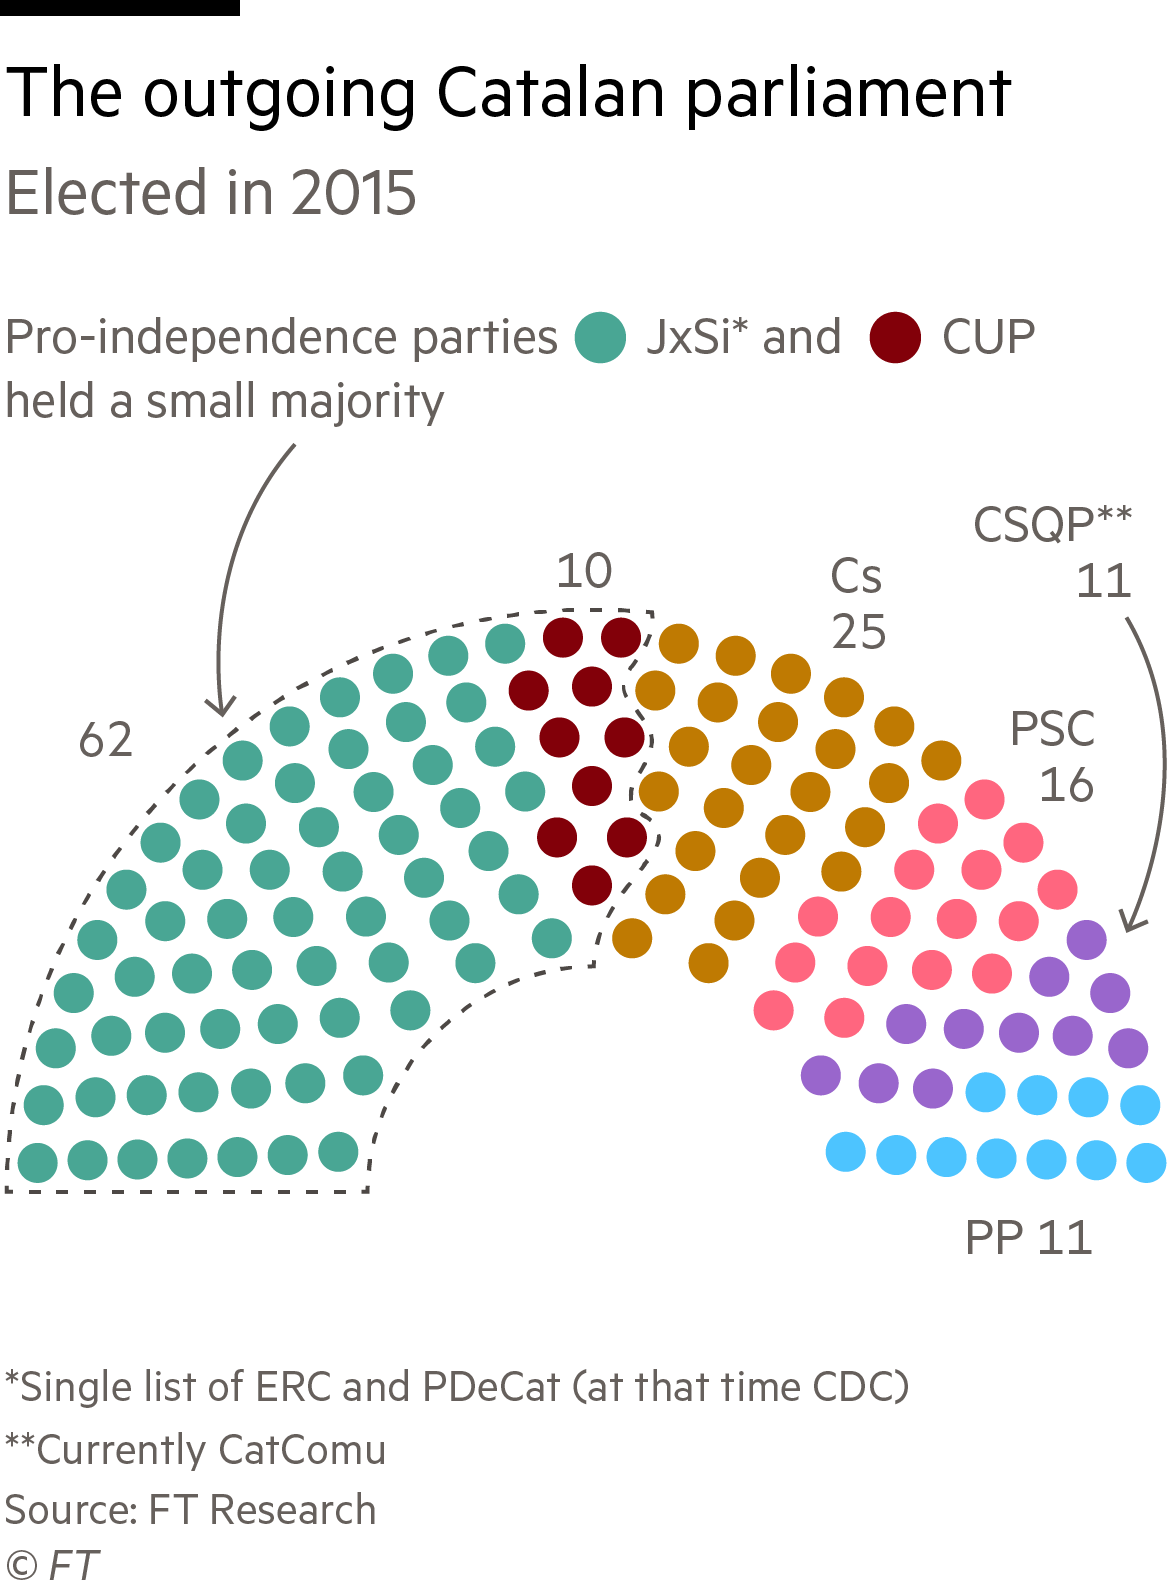 The outgoing Catalan parliament
Elected in 2015
Pro-independence parties JxSi* and CUP
held a small majority
CSQP**
11
10
Cs
25
62
PSC
16
PP 11
*Single list of ERC and PDeCat (at that time CDC)
**Currently CatComu
Source: FT Research
© FT